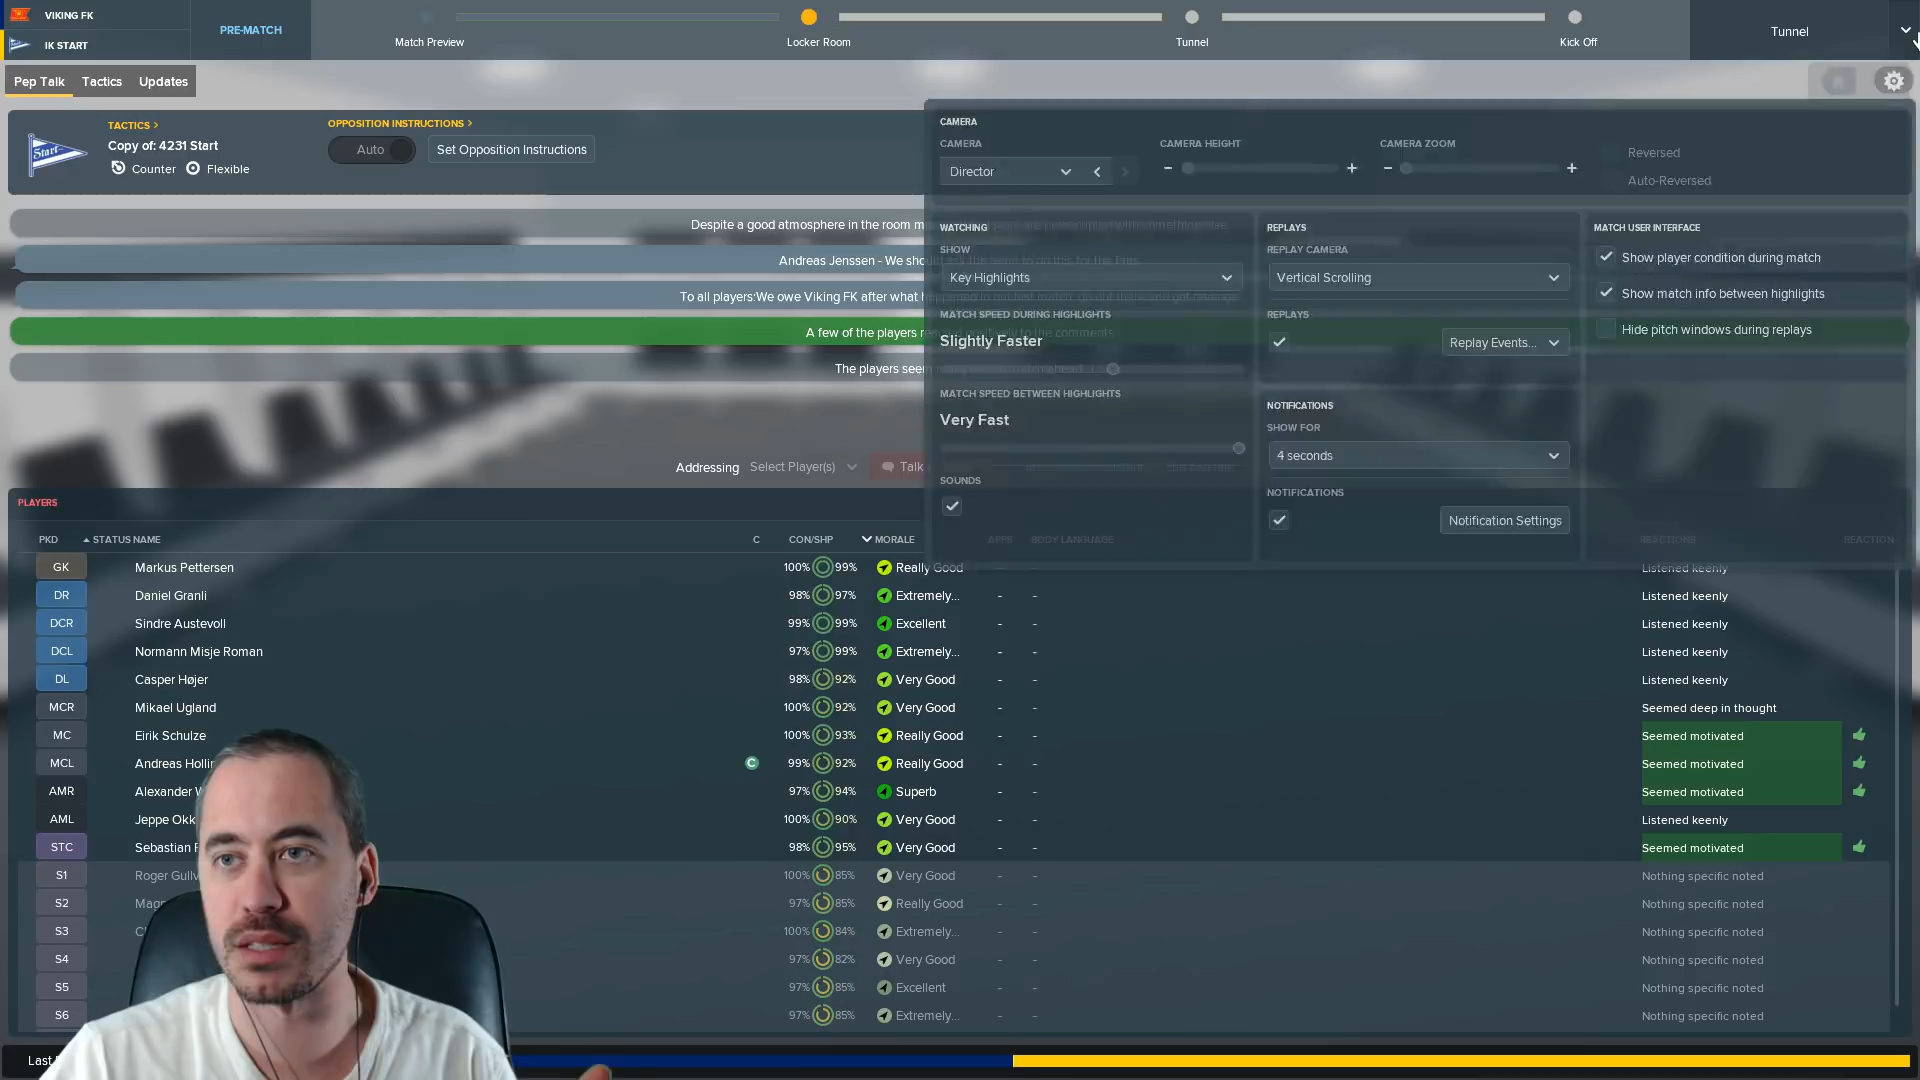 VIKING FK
IK START
PRE-MATCH
Match Preview
Locker Room
Tunnel
Kick Off
Tunnel
Pep Talk Tactics Updates
TACTICS >
Copy of: 4231 Start
Counter Flexible
OPPOSITION INSTRUCTIONS >
Auto
Set Opposition Instructions
Start
CAMERA
CAMERA
Director
CAMERA HEIGHT
CAMERA ZOOM
Reversed
Auto-Reversed
WATCHING
SHOW
Key Highlights
MATCH SPEED DURING HIGHLIGHTS
Slightly Faster
MATCH SPEED BETWEEN HIGHLIGHTS
Very Fast
SOUNDS
REPLAYS
REPLAY CAMERA
Vertical Scrolling
REPLAYS
Replay Events...
NOTIFICATIONS
SHOW FOR
4 seconds
NOTIFICATIONS
Notification Settings
MATCH USER INTERFACE
Show player condition during match
Show match info between highlights
Hide pitch windows during replays
Despite a good atmosphere in the room
Andreas Jenssen - We
To all players:We owe Viking FK after what
A few of the players
The players seem
Addressing Select Player(s) Talk
PLAYERS
PKD STATUS NAME C CON/SHP MORALE APPS BODY LANGUAGE REACTIONS REACTION
GK Markus Pettersen 100% 99% Really Good Listened keenly
DR Daniel Granli 98% 97% Extremely... - - Listened keenly
DCR Sindre Austevoll 99% 99% Excellent - - Listened keenly
DCL Normann Misje Roman 97% 99% Extremely... - - Listened keenly
DL Casper Højer 98% 92% Very Good - - Listened keenly
MCR Mikael Ugland 100% 92% Very Good - - Seemed deep in thought
MC Eirik Schulze 100% 93% Really Good - - Seemed motivated
MCL Andreas C 99% 92% Really Good - - Seemed motivated
AMR Alexander 97% 94% Superb - - Seemed motivated
AML Jeppe 100% 90% Very Good - - Listened keenly
STC Sebastian 98% 95% Very Good - - Seemed motivated
S1 Roger 100% 85% Very Good - - Nothing specific noted
S2 97% 85% Really Good - - Nothing specific noted
S3 100% 84% Extremely... - - Nothing specific noted
S4 97% 82% Very Good - - Nothing specific noted
S5 97% 85% Excellent - - Nothing specific noted
S6 97% 85% Extremely... - - Nothing specific noted
Last